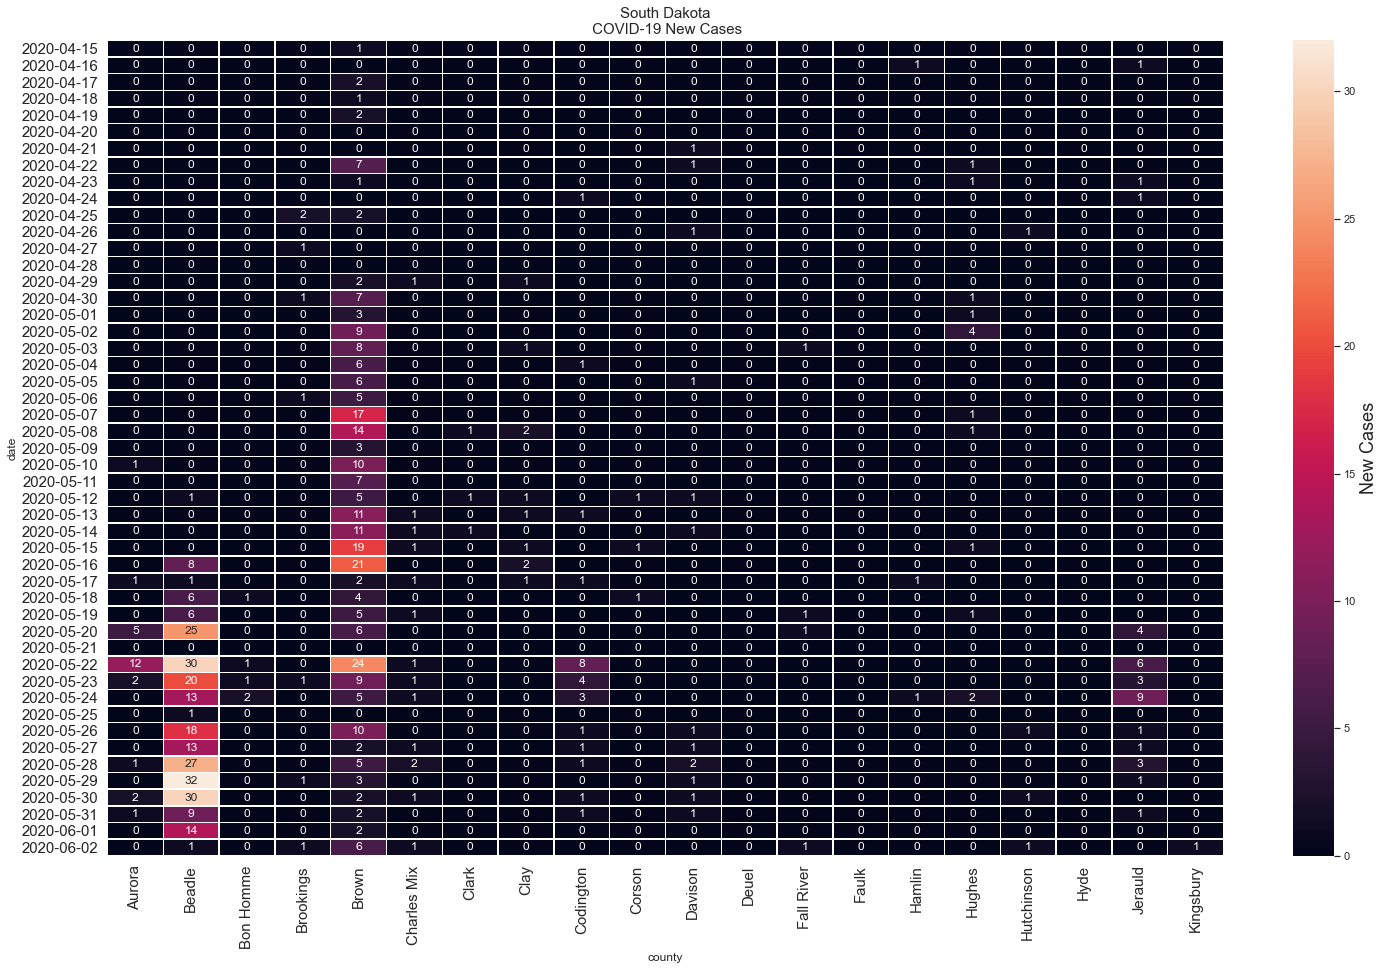 South Dakota
COVID-19 New Cases
2020-04-15 0 0 0 0 1 0 0 0 0 0 0 0 0 0 0 0 0 0 0 0
2020-04-16 0 0 0 0 0 0 0 0 0 0 0 0 0 0 1 0 0 0 1 0
2020-04-17 0 0 0 0 2 0 0 0 0 0 0 0 0 0 0 0 0 0 0 0
2020-04-18 0 0 0 0 1 0 0 0 0 0 0 0 0 0 0 0 0 0 0 0
2020-04-19 0 0 0 0 2 0 0 0 0 0 0 0 0 0 0 0 0 0 0 0
2020-04-20 0 0 0 0 0 0 0 0 0 0 0 0 0 0 0 0 0 0 0 0
2020-04-21 0 0 0 0 0 0 0 0 0 0 1 0 0 0 0 0 0 0 0 0
2020-04-22 0 0 0 0 7 0 0 0 0 0 1 0 0 0 0 1 0 0 0 0
2020-04-23 0 0 0 0 1 0 0 0 0 0 0 0 0 0 0 1 0 0 1 0
2020-04-24 0 0 0 0 0 0 0 0 1 0 0 0 0 0 0 0 0 0 1 0
2020-04-25 0 0 0 2 2 0 0 0 0 0 0 0 0 0 0 0 0 0 0 0
2020-04-26 0 0 0 0 0 0 0 0 0 0 1 0 0 0 0 0 1 0 0 0
2020-04-27 0 0 0 1 0 0 0 0 0 0 0 0 0 0 0 0 0 0 0 0
2020-04-28 0 0 0 0 0 0 0 0 0 0 0 0 0 0 0 0 0 0 0 0
2020-04-29 0 0 0 0 2 1 0 1 0 0 0 0 0 0 0 0 0 0 0 0
2020-04-30 0 0 0 1 7 0 0 0 0 0 0 0 0 0 0 1 0 0 0 0
2020-05-01 0 0 0 0 3 0 0 0 0 0 0 0 0 0 0 1 0 0 0 0
2020-05-02 0 0 0 0 9 0 0 0 0 0 0 0 0 0 0 4 0 0 0 0
2020-05-03 0 0 0 0 8 0 0 1 0 0 0 0 1 0 0 0 0 0 0 0
2020-05-04 0 0 0 0 6 0 0 0 1 0 0 0 0 0 0 0 0 0 0 0
2020-05-05 0 0 0 0 6 0 0 0 0 0 1 0 0 0 0 0 0 0 0 0
2020-05-06 0 0 0 1 5 0 0 0 0 0 0 0 0 0 0 0 0 0 0 0
2020-05-07 0 0 0 0 17 0 0 0 0 0 0 0 0 0 0 1 0 0 0 0
2020-05-08 0 0 0 0 14 0 1 2 0 0 0 0 0 0 0 1 0 0 0 0
2020-05-09 0 0 0 0 3 0 0 0 0 0 0 0 0 0 0 0 0 0 0 0
2020-05-10 1 0 0 0 10 0 0 0 0 0 0 0 0 0 0 0 0 0 0 0
2020-05-11 0 0 0 0 7 0 0 0 0 0 0 0 0 0 0 0 0 0 0 0
2020-05-12 0 1 0 0 5 0 1 1 0 1 1 0 0 0 0 0 0 0 0 0
2020-05-13 0 0 0 0 11 1 0 1 1 0 0 0 0 0 0 0 0 0 0 0
2020-05-14 0 0 0 0 11 1 1 0 0 0 1 0 0 0 0 0 0 0 0 0
2020-05-15 0 0 0 0 19 1 0 1 0 1 0 0 0 0 0 1 0 0 0 0
2020-05-16 0 8 0 0 21 0 0 2 0 0 0 0 0 0 0 0 0 0 0 0
2020-05-17 1 1 0 0 2 1 0 1 1 0 0 0 0 0 1 0 0 0 0 0
2020-05-18 0 6 1 0 4 0 0 0 0 1 0 0 0 0 0 0 0 0 0 0
2020-05-19 0 6 0 0 5 1 0 0 0 0 0 0 1 0 0 1 0 0 0 0
2020-05-20 5 25 0 0 6 0 0 0 0 0 0 0 1 0 0 0 0 0 4 0
2020-05-21 0 0 0 0 0 0 0 0 0 0 0 0 0 0 0 0 0 0 0 0
2020-05-22 12 30 1 0 24 1 0 0 8 0 0 0 0 0 0 0 0 0 6 0
2020-05-23 2 20 1 1 9 1 0 0 4 0 0 0 0 0 0 0 0 0 3 0
2020-05-24 0 13 2 0 5 1 0 0 3 0 0 0 0 0 1 2 0 0 9 0
2020-05-25 0 1 0 0 0 0 0 0 0 0 0 0 0 0 0 0 0 0 0 0
2020-05-26 0 18 0 0 10 0 0 0 1 0 1 0 0 0 0 0 1 0 1 0
2020-05-27 0 13 0 0 2 1 0 0 1 0 1 0 0 0 0 0 0 0 1 0
2020-05-28 1 27 0 0 5 2 0 0 1 0 2 0 0 0 0 0 0 0 3 0
2020-05-29 0 32 0 1 3 0 0 0 0 0 1 0 0 0 0 0 0 0 1 0
2020-05-30 2 30 0 0 2 1 0 0 1 0 1 0 0 0 0 0 1 0 0 0
2020-05-31 1 9 0 0 2 0 0 0 1 0 1 0 0 0 0 0 0 0 1 0
2020-06-01 0 14 0 0 2 0 0 0 0 0 0 0 0 0 0 0 0 0 0 0
2020-06-02 0 1 0 1 6 1 0 0 0 0 0 0 1 0 0 0 1 0 0 1
date
Aurora
Beadle
Bon Homme
Brookings
Brown
Charles Mix
Clark
Clay
Codington
Corson
Davison
Deuel
Fall River
Faulk
Hamlin
Hughes
Hutchinson
Hyde
Jerauld
Kingsbury
county
30
25
20
15
10
5
0
New Cases